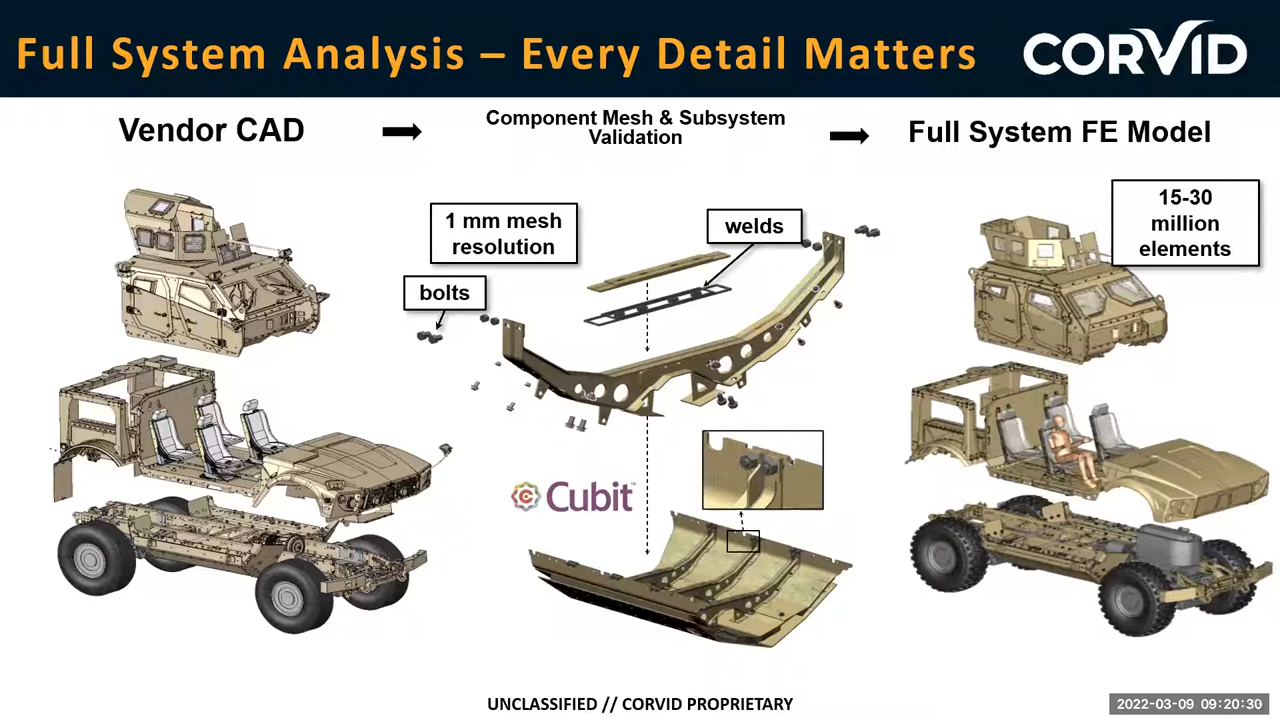 Full System Analysis – Every Detail Matters
CORVID
Vendor CAD
Component Mesh & Subsystem
Validation
Full System FE Model
1 mm mesh
resolution
welds
15-30
million
elements
bolts
Cubit™
UNCLASSIFIED // CORVID PROPRIETARY
2022-03-09 09:20:30